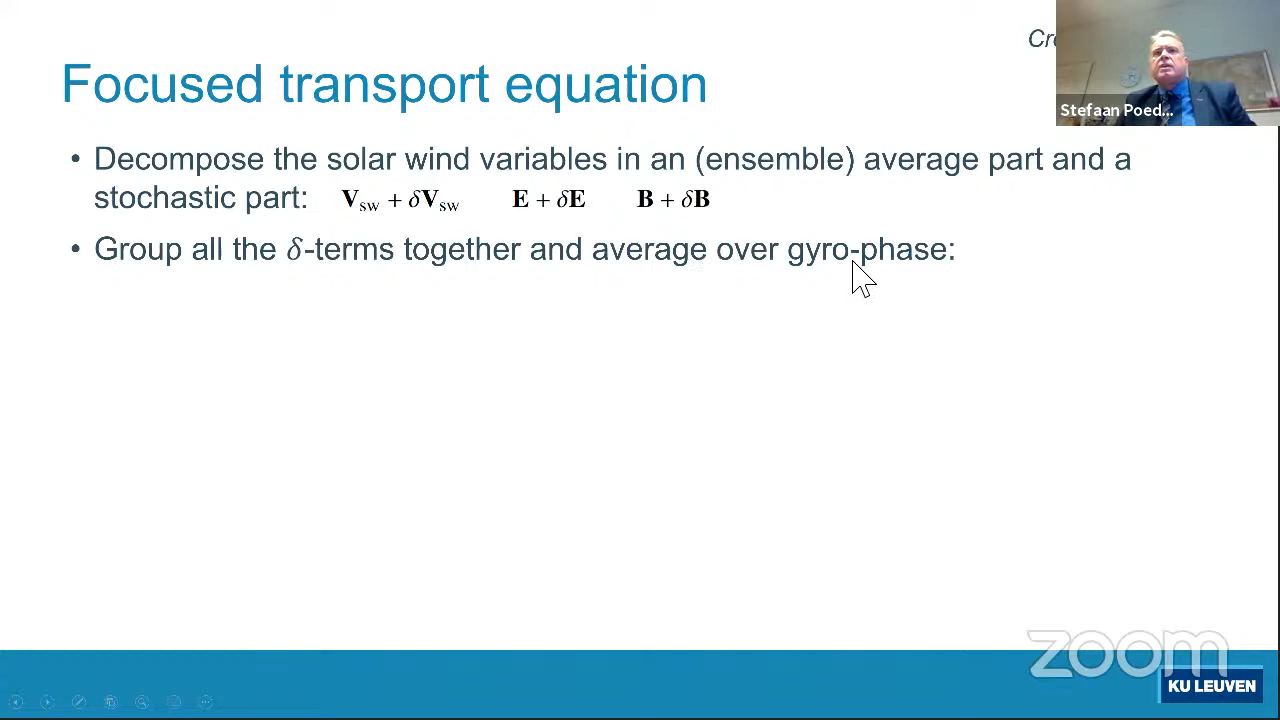 Focused transport equation
Stefaan Poed...
• Decompose the solar wind variables in an (ensemble) average part and a
stochastic part: V_sw + δV_sw E + δE B + δB
• Group all the δ-terms together and average over gyro-phase:
zoom
KU LEUVEN